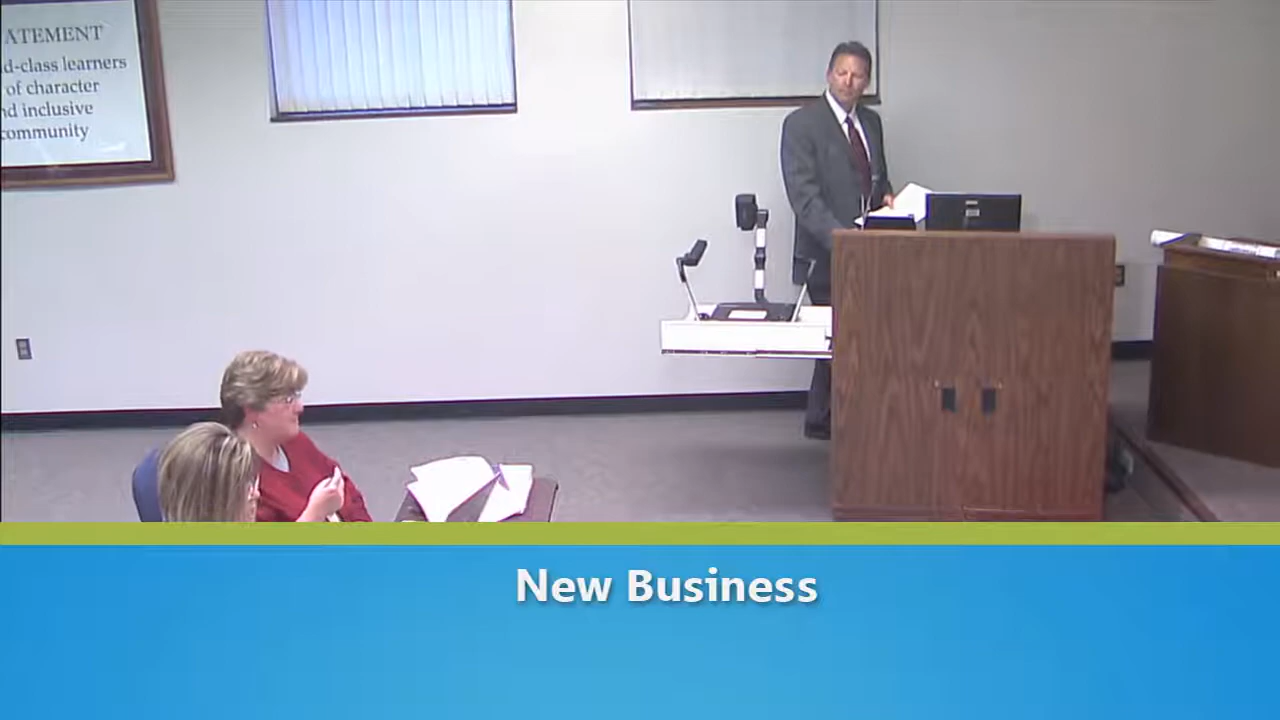 ATEMENT
d-class learners
of character
nd inclusive
community
New Business